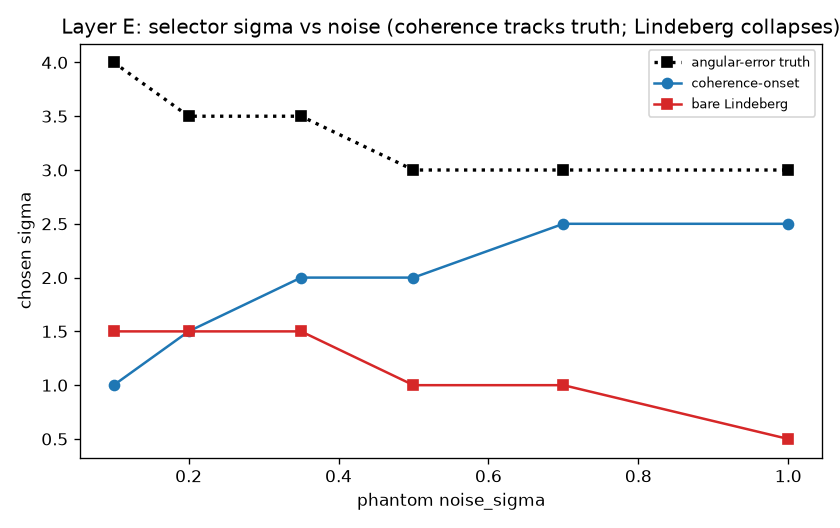 Layer E: selector sigma vs noise (coherence tracks truth; Lindeberg collapses)
angular-error truth
coherence-onset
bare Lindeberg
chosen sigma
4.0
3.5
3.0
2.5
2.0
1.5
1.0
0.5
0.2
0.4
0.6
0.8
1.0
phantom noise_sigma